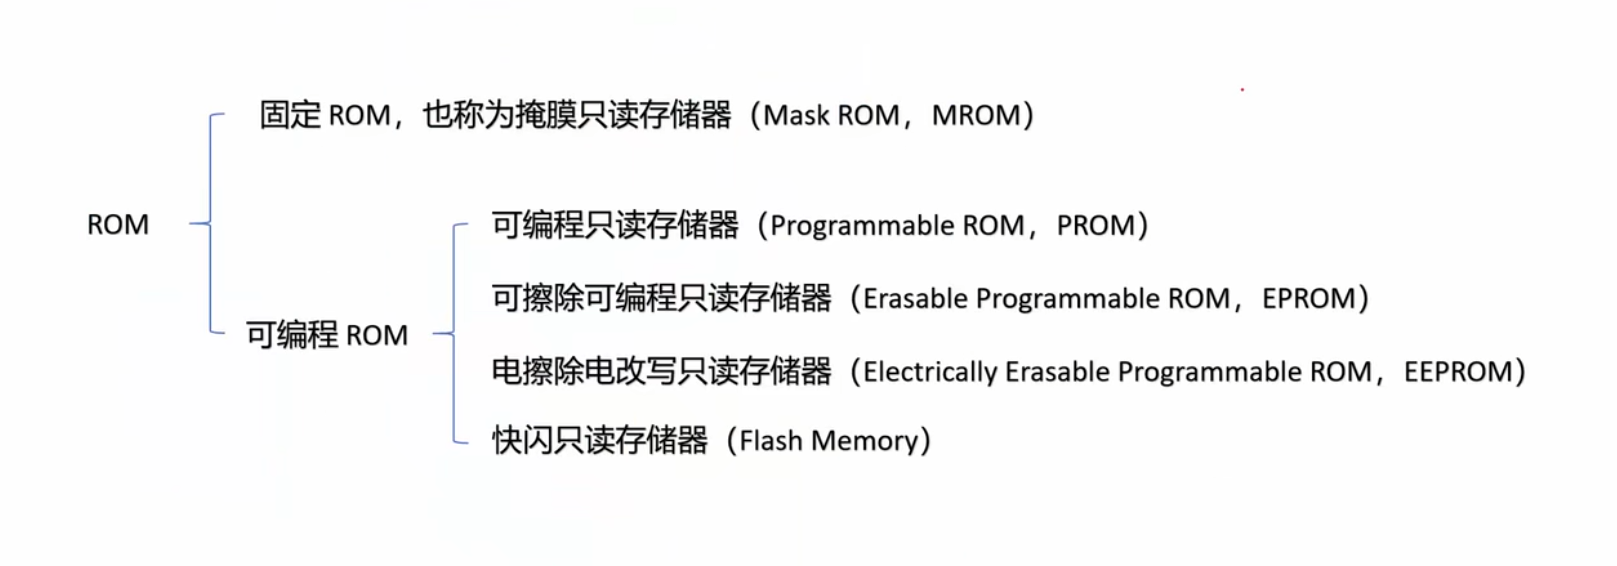 固定 ROM，也称为掩膜只读存储器（Mask ROM，MROM）
ROM
可编程只读存储器（Programmable ROM，PROM）
可擦除可编程只读存储器（Erasable Programmable ROM，EPROM）
可编程 ROM
电擦除电改写只读存储器（Electrically Erasable Programmable ROM，EEPROM）
快闪只读存储器（Flash Memory）